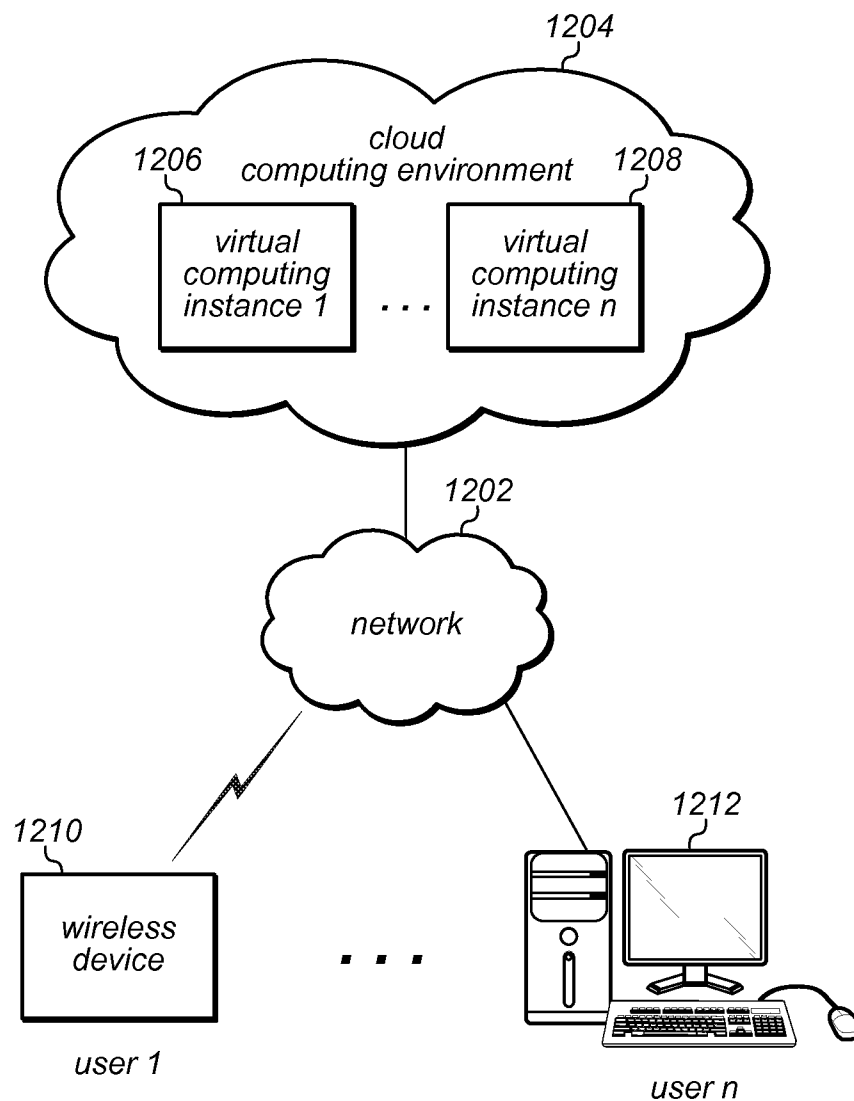 1204
cloud
computing environment
1206
1208
virtual
computing
instance 1
. . .
virtual
computing
instance n
1202
network
1210
1212
wireless
device
. . .
user 1
user n